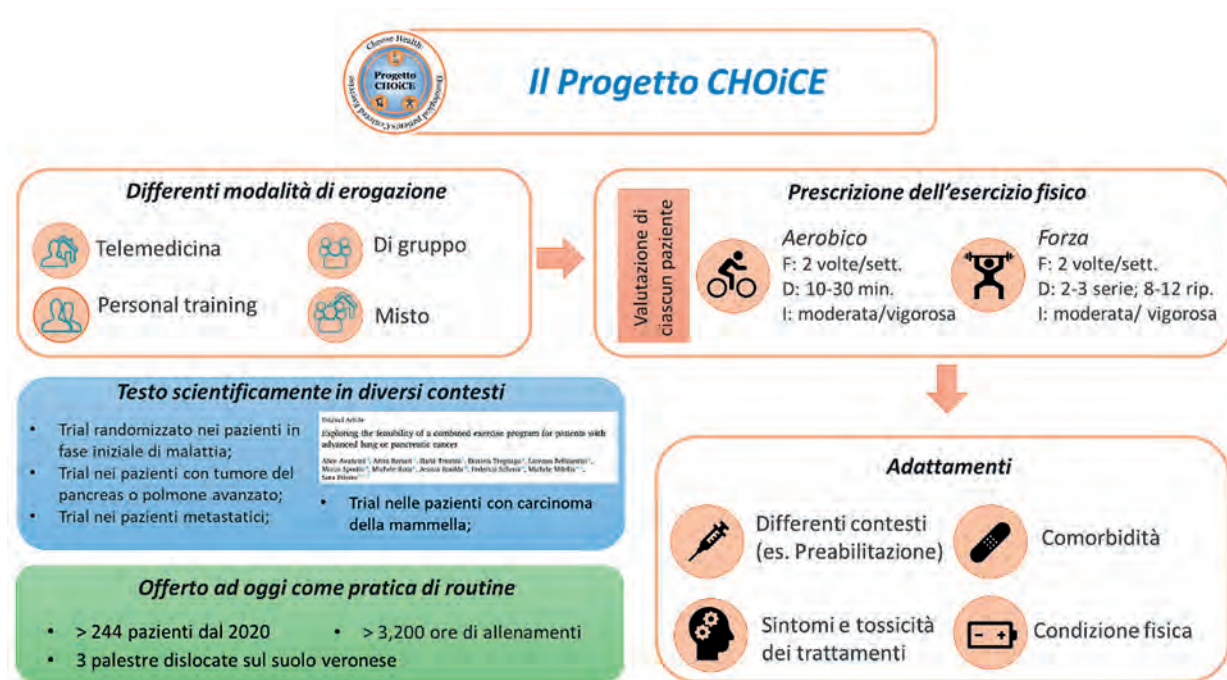 Choose Health:
Oncological patients Centered Exercise
Progetto
CHOiCE
Il Progetto CHOiCE
Differenti modalità di erogazione
Telemedicina
Di gruppo
Personal training
Misto
Valutazione di
ciascun paziente
Prescrizione dell'esercizio fisico
Aerobico
F: 2 volte/sett.
D: 10-30 min.
I: moderata/vigorosa
Forza
F: 2 volte/sett.
D: 2-3 serie; 8-12 rip.
I: moderata/ vigorosa
Testo scientificamente in diversi contesti
• Trial randomizzato nei pazienti in
fase iniziale di malattia;
• Trial nei pazienti con tumore del
pancreas o polmone avanzato;
• Trial nei pazienti metastatici;
Original Article
Exploring the feasibility of a combined exercise program for patients with
advanced lung or pancreatic cancer
• Trial nelle pazienti con carcinoma
della mammella;
Adattamenti
Differenti contesti
(es. Preabilitazione)
Comorbidità
Sintomi e tossicità
dei trattamenti
Condizione fisica
Offerto ad oggi come pratica di routine
• > 244 pazienti dal 2020
• > 3,200 ore di allenamenti
• 3 palestre dislocate sul suolo veronese